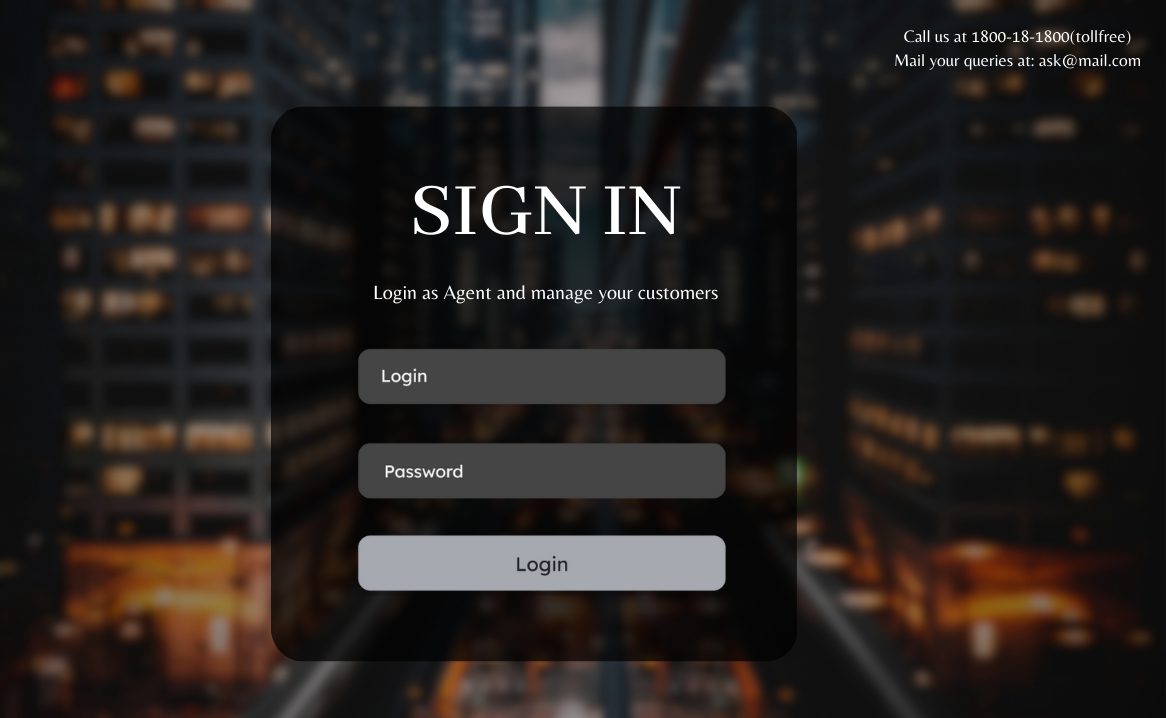 Call us at 1800-18-1800(tollfree)
Mail your queries at: ask@mail.com
SIGN IN
Login as Agent and manage your customers
Login
Password
Login